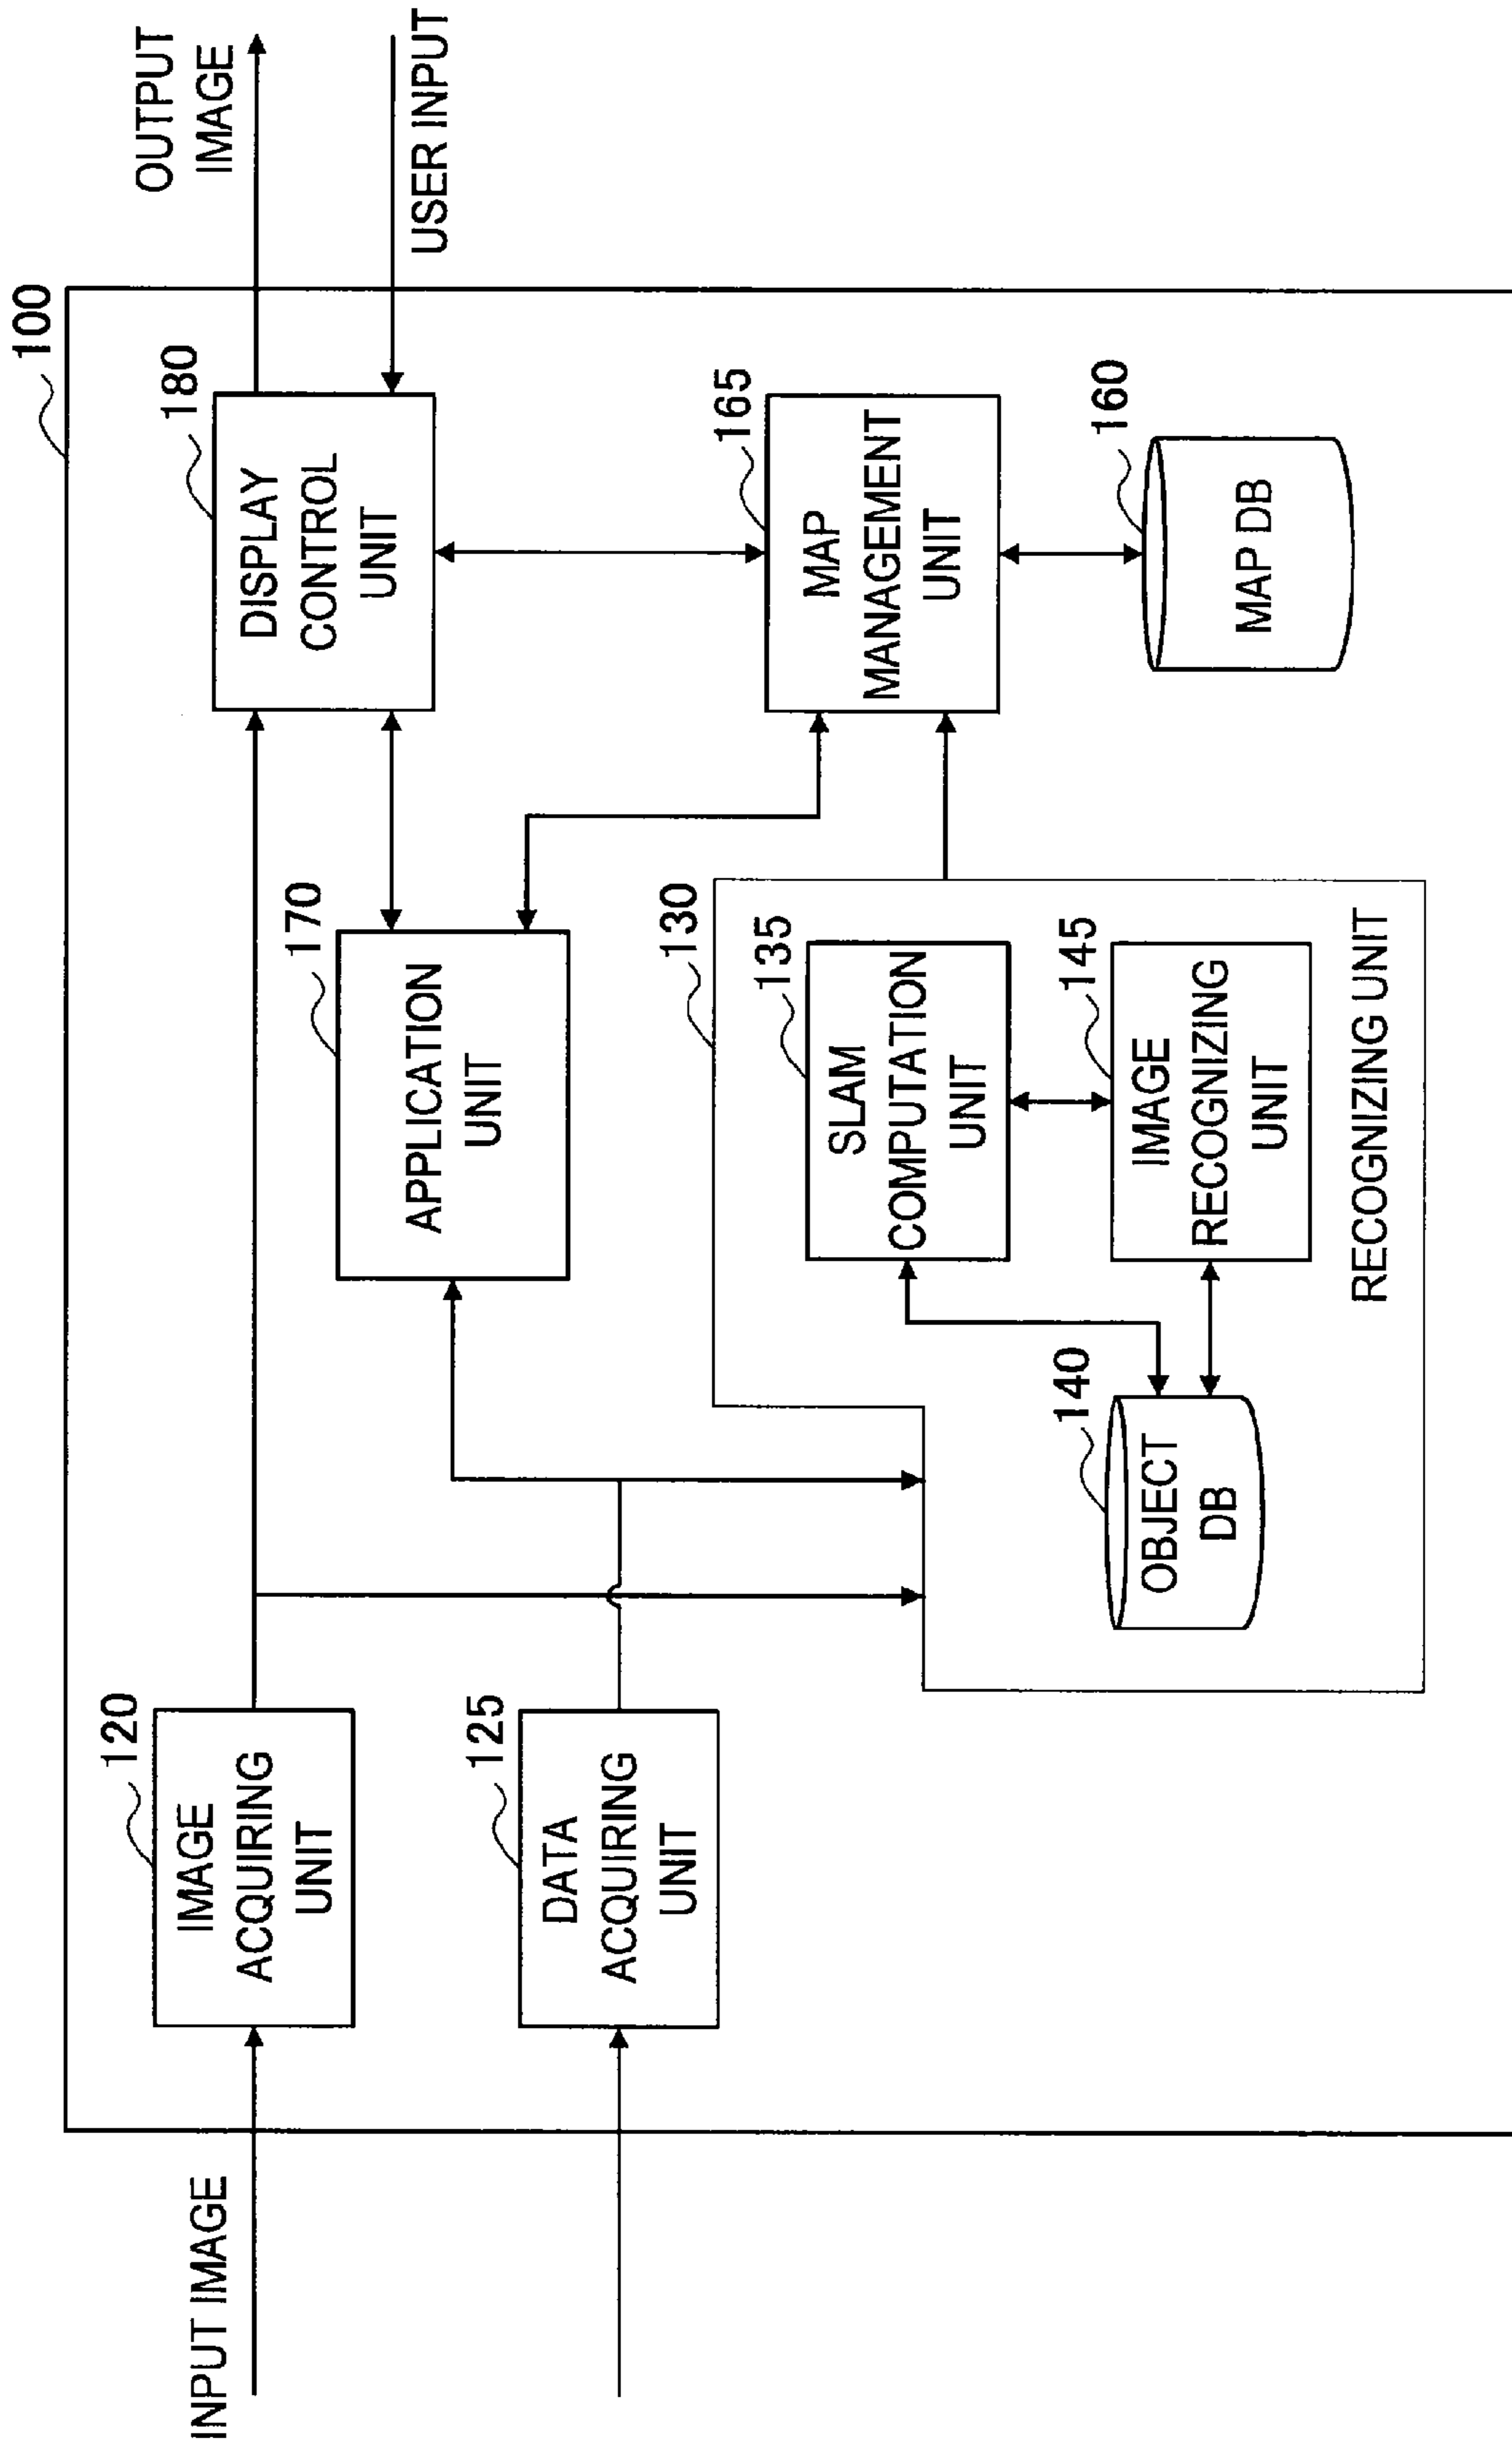 100
OUTPUT
IMAGE
USER INPUT
180
DISPLAY
CONTROL
UNIT
165
MAP
MANAGEMENT
UNIT
160
MAP DB
170
APPLICATION
UNIT
130
135
SLAM
COMPUTATION
UNIT
145
IMAGE
RECOGNIZING
UNIT
RECOGNIZING UNIT
140
OBJECT
DB
120
IMAGE
ACQUIRING
UNIT
125
DATA
ACQUIRING
UNIT
INPUT IMAGE